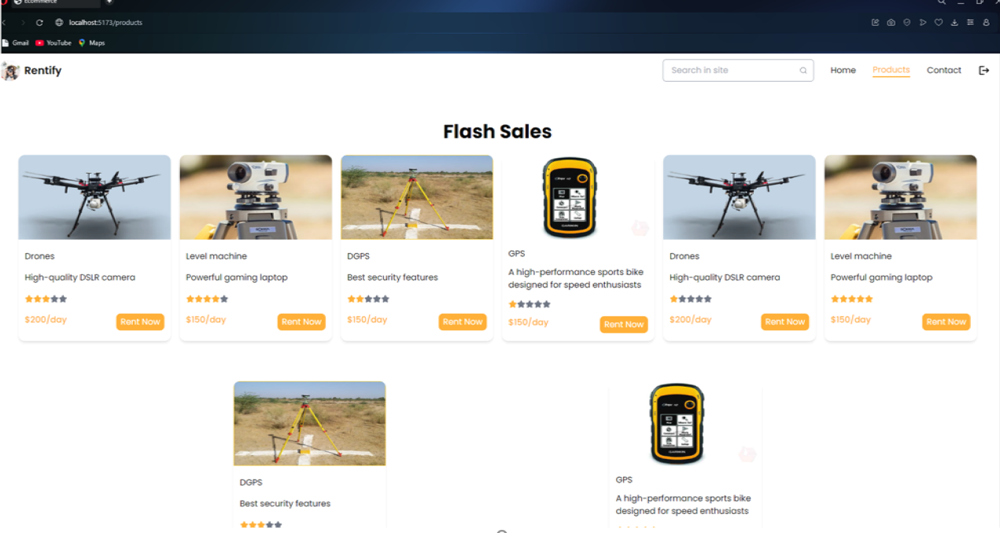 Ecommerce
localhost:5173/products
Gmail YouTube Maps
Rentify
Search in site
Home Products Contact
Flash Sales
Drones
High-quality DSLR camera
$200/day Rent Now
Level machine
Powerful gaming laptop
$150/day Rent Now
DGPS
Best security features
$150/day Rent Now
GARMIN
GPS
A high-performance sports bike
designed for speed enthusiasts
$150/day Rent Now
Drones
High-quality DSLR camera
$200/day Rent Now
Level machine
Powerful gaming laptop
$150/day Rent Now
DGPS
Best security features
GARMIN
GPS
A high-performance sports bike
designed for speed enthusiasts